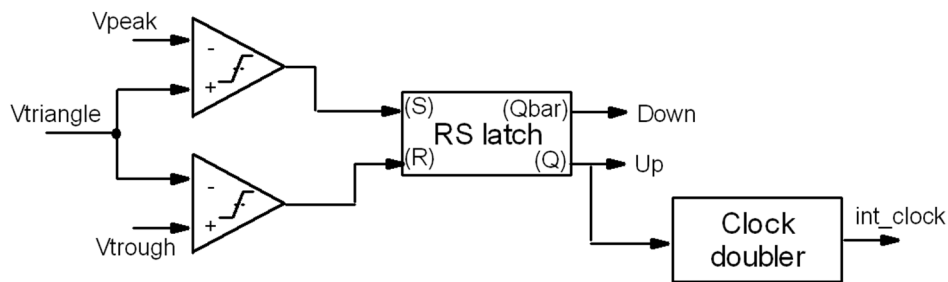 Vpeak
-
+
Vtriangle
-
+
Vtrough
(S)
(Qbar)
RS latch
(R)
(Q)
Down
Up
Clock
doubler
int_clock